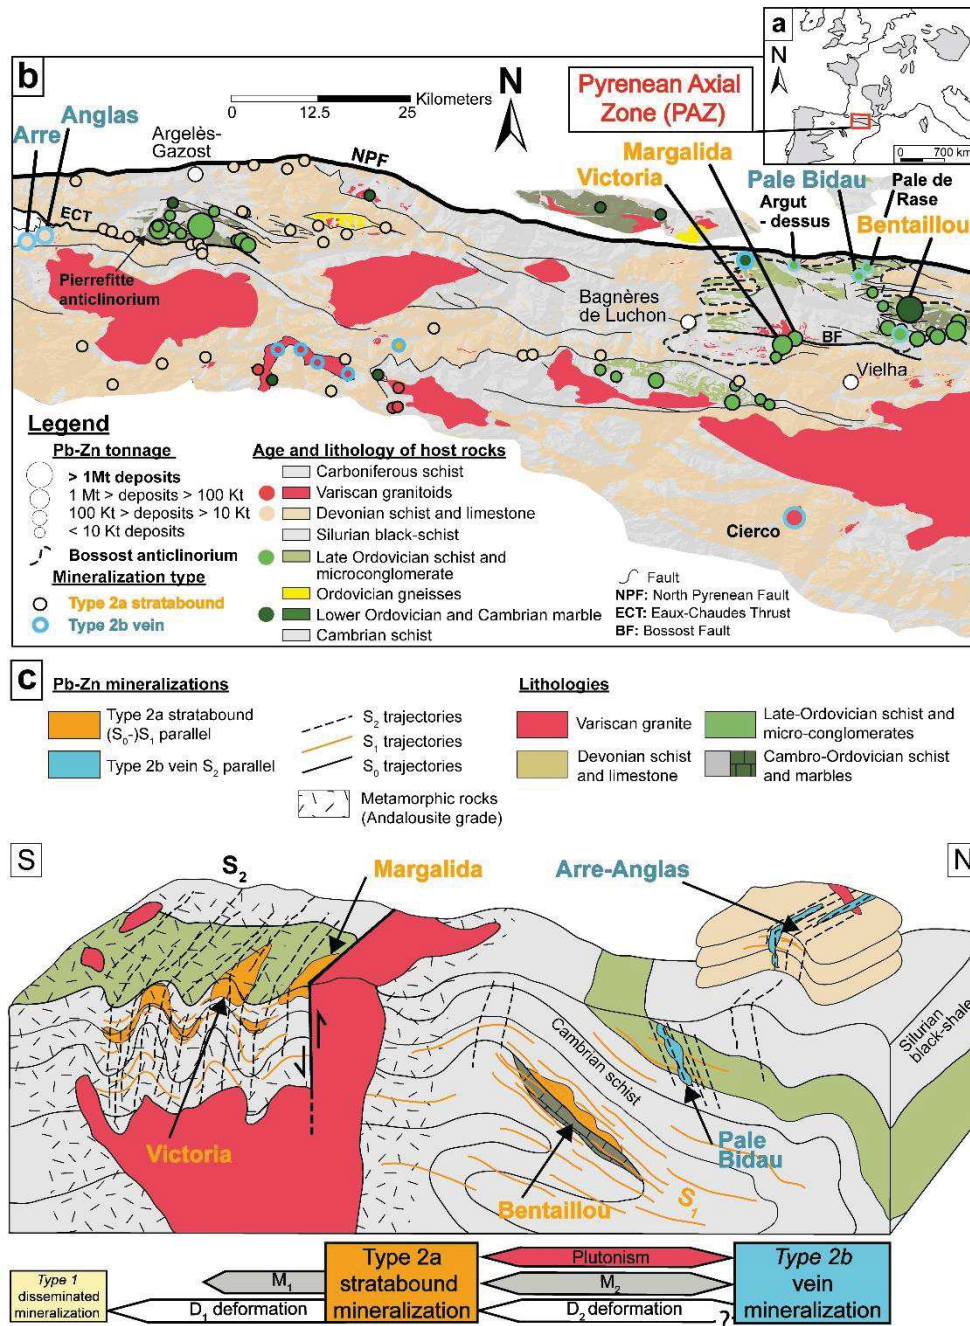 a
N
0 700 km
b
N
0 12.5 25 Kilometers
Pyrenean Axial
Zone (PAZ)
Anglas
Arre
Argelès-
Gazost
NPF
Margalida
Victoria
Pale Bidau
Argut
-dessus
Pale de
Rase
Bentaillou
ECT
Pierrefitte
anticlinorium
Bagnères
de Luchon
BF
Vielha
Cierco
Legend
Pb-Zn tonnage
> 1Mt deposits
1 Mt > deposits > 100 Kt
100 Kt > deposits > 10 Kt
< 10 Kt deposits
Bossost anticlinorium
Mineralization type
Type 2a stratabound
Type 2b vein
Age and lithology of host rocks
Carboniferous schist
Variscan granitoids
Devonian schist and limestone
Silurian black-schist
Late Ordovician schist and
microconglomerate
Ordovician gneisses
Lower Ordovician and Cambrian marble
Cambrian schist
Fault
NPF: North Pyrenean Fault
ECT: Eaux-Chaudes Thrust
BF: Bossost Fault
c
Pb-Zn mineralizations
Type 2a stratabound
(S0-)S1 parallel
Type 2b vein S2 parallel
S2 trajectories
S1 trajectories
S0 trajectories
Metamorphic rocks
(Andalousite grade)
Lithologies
Variscan granite
Devonian schist
and limestone
Late-Ordovician schist and
micro-conglomerates
Cambro-Ordovician schist
and marbles
S
N
S2
Margalida
Arre-Anglas
Victoria
Cambrian schist
Silurian
black-shale
Pale
Bidau
Bentaillou
S1
Type 1
disseminated
mineralization
M1
D1 deformation
Type 2a
stratabound
mineralization
Plutonism
M2
D2 deformation
?
Type 2b
vein
mineralization